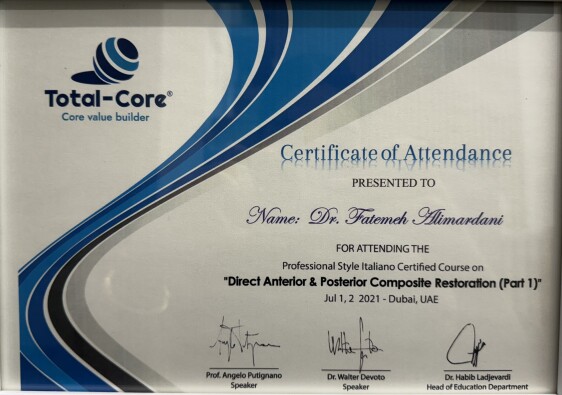 Total-Core®
Core value builder
Certificate of Attendance
PRESENTED TO
Name: Dr. Fatemeh Alimardani
FOR ATTENDING THE
Professional Style Italiano Certified Course on
"Direct Anterior & Posterior Composite Restoration (Part 1)"
Jul 1, 2 2021 - Dubai, UAE
Prof. Angelo Putignano
Speaker
Dr. Walter Devoto
Speaker
Dr. Habib Ladjevardi
Head of Education Department